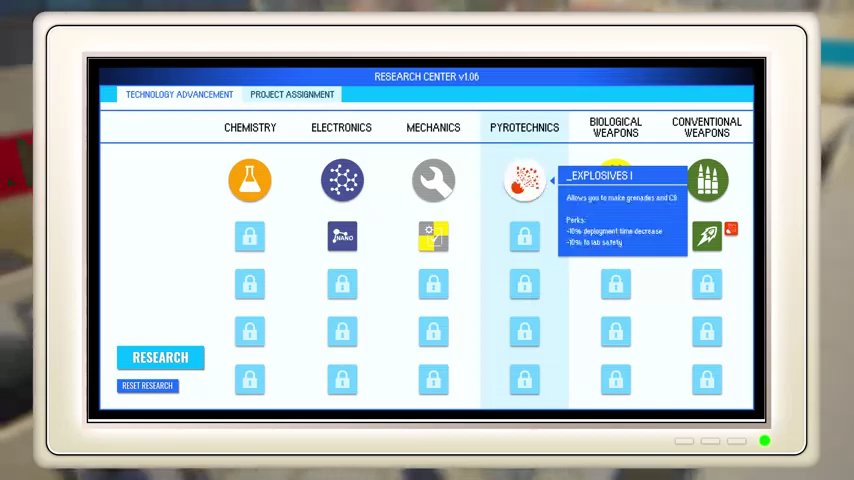 RESEARCH CENTER v1.06
TECHNOLOGY ADVANCEMENT
PROJECT ASSIGNMENT
CHEMISTRY
ELECTRONICS
MECHANICS
PYROTECHNICS
BIOLOGICAL
WEAPONS
CONVENTIONAL
WEAPONS
_EXPLOSIVES I
Allows you to make grenades and C9.
Perks:
-10% deployment time decrease
-10% to lab safety
NANO
RESEARCH
RESET RESEARCH